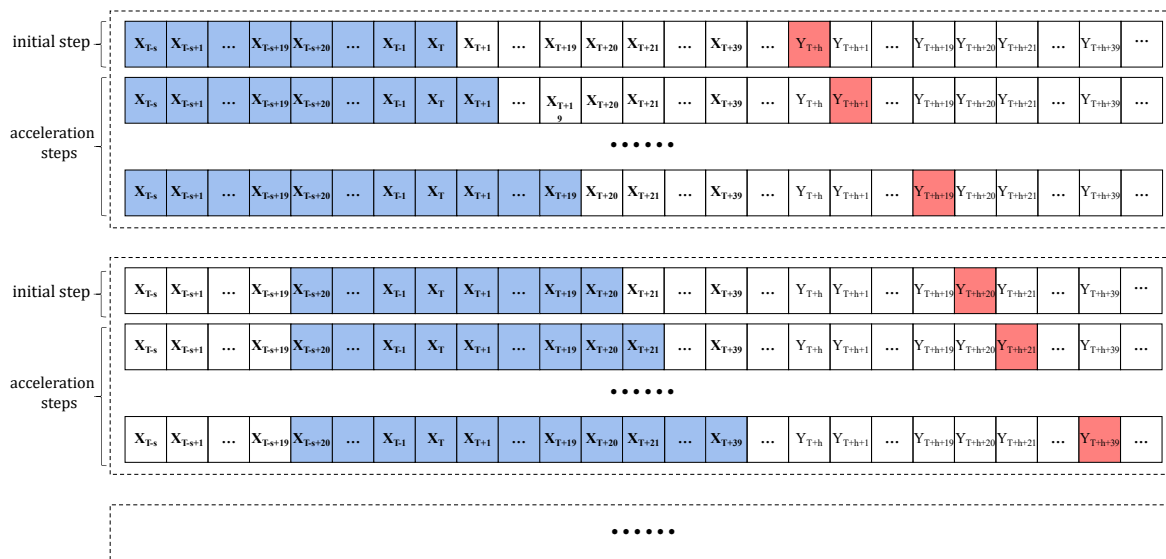 initial step
X_{T-s} X_{T-s+1} ... X_{T-s+19} X_{T-s+20} ... X_{T-1} X_T X_{T+1} ... X_{T+19} X_{T+20} X_{T+21} ... X_{T+39} ... Y_{T+h} Y_{T+h+1} ... Y_{T+h+19} Y_{T+h+20} Y_{T+h+21} ... Y_{T+h+39} ...
acceleration
steps
X_{T-s} X_{T-s+1} ... X_{T-s+19} X_{T-s+20} ... X_{T-1} X_T X_{T+1} ... X_{T+19} X_{T+20} X_{T+21} ... X_{T+39} ... Y_{T+h} Y_{T+h+1} ... Y_{T+h+19} Y_{T+h+20} Y_{T+h+21} ... Y_{T+h+39} ...
......
X_{T-s} X_{T-s+1} ... X_{T-s+19} X_{T-s+20} ... X_{T-1} X_T X_{T+1} ... X_{T+19} X_{T+20} X_{T+21} ... X_{T+39} ... Y_{T+h} Y_{T+h+1} ... Y_{T+h+19} Y_{T+h+20} Y_{T+h+21} ... Y_{T+h+39} ...
initial step
X_{T-s} X_{T-s+1} ... X_{T-s+19} X_{T-s+20} ... X_{T-1} X_T X_{T+1} ... X_{T+19} X_{T+20} X_{T+21} ... X_{T+39} ... Y_{T+h} Y_{T+h+1} ... Y_{T+h+19} Y_{T+h+20} Y_{T+h+21} ... Y_{T+h+39} ...
acceleration
steps
X_{T-s} X_{T-s+1} ... X_{T-s+19} X_{T-s+20} ... X_{T-1} X_T X_{T+1} ... X_{T+19} X_{T+20} X_{T+21} ... X_{T+39} ... Y_{T+h} Y_{T+h+1} ... Y_{T+h+19} Y_{T+h+20} Y_{T+h+21} ... Y_{T+h+39} ...
......
X_{T-s} X_{T-s+1} ... X_{T-s+19} X_{T-s+20} ... X_{T-1} X_T X_{T+1} ... X_{T+19} X_{T+20} X_{T+21} ... X_{T+39} ... Y_{T+h} Y_{T+h+1} ... Y_{T+h+19} Y_{T+h+20} Y_{T+h+21} ... Y_{T+h+39} ...
......